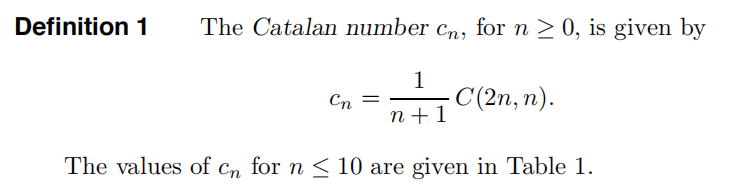 Definition 1 The Catalan number cₙ, for n ≥ 0, is given by
cₙ = \frac{1}{n + 1} C(2n, n).
The values of cₙ for n ≤ 10 are given in Table 1.